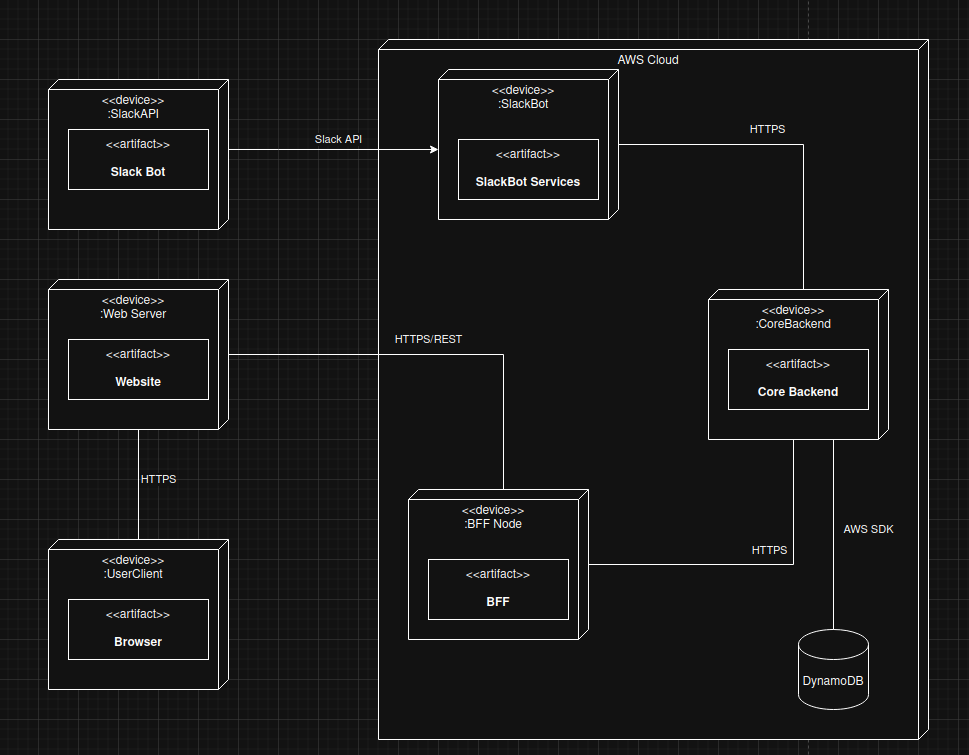 AWS Cloud
<<device>>
:SlackAPI
<<artifact>>
Slack Bot
Slack API
<<device>>
:SlackBot
<<artifact>>
SlackBot Services
HTTPS
<<device>>
:Web Server
<<artifact>>
Website
HTTPS/REST
<<device>>
:CoreBackend
<<artifact>>
Core Backend
HTTPS
<<device>>
:UserClient
<<artifact>>
Browser
<<device>>
:BFF Node
<<artifact>>
BFF
HTTPS
AWS SDK
DynamoDB